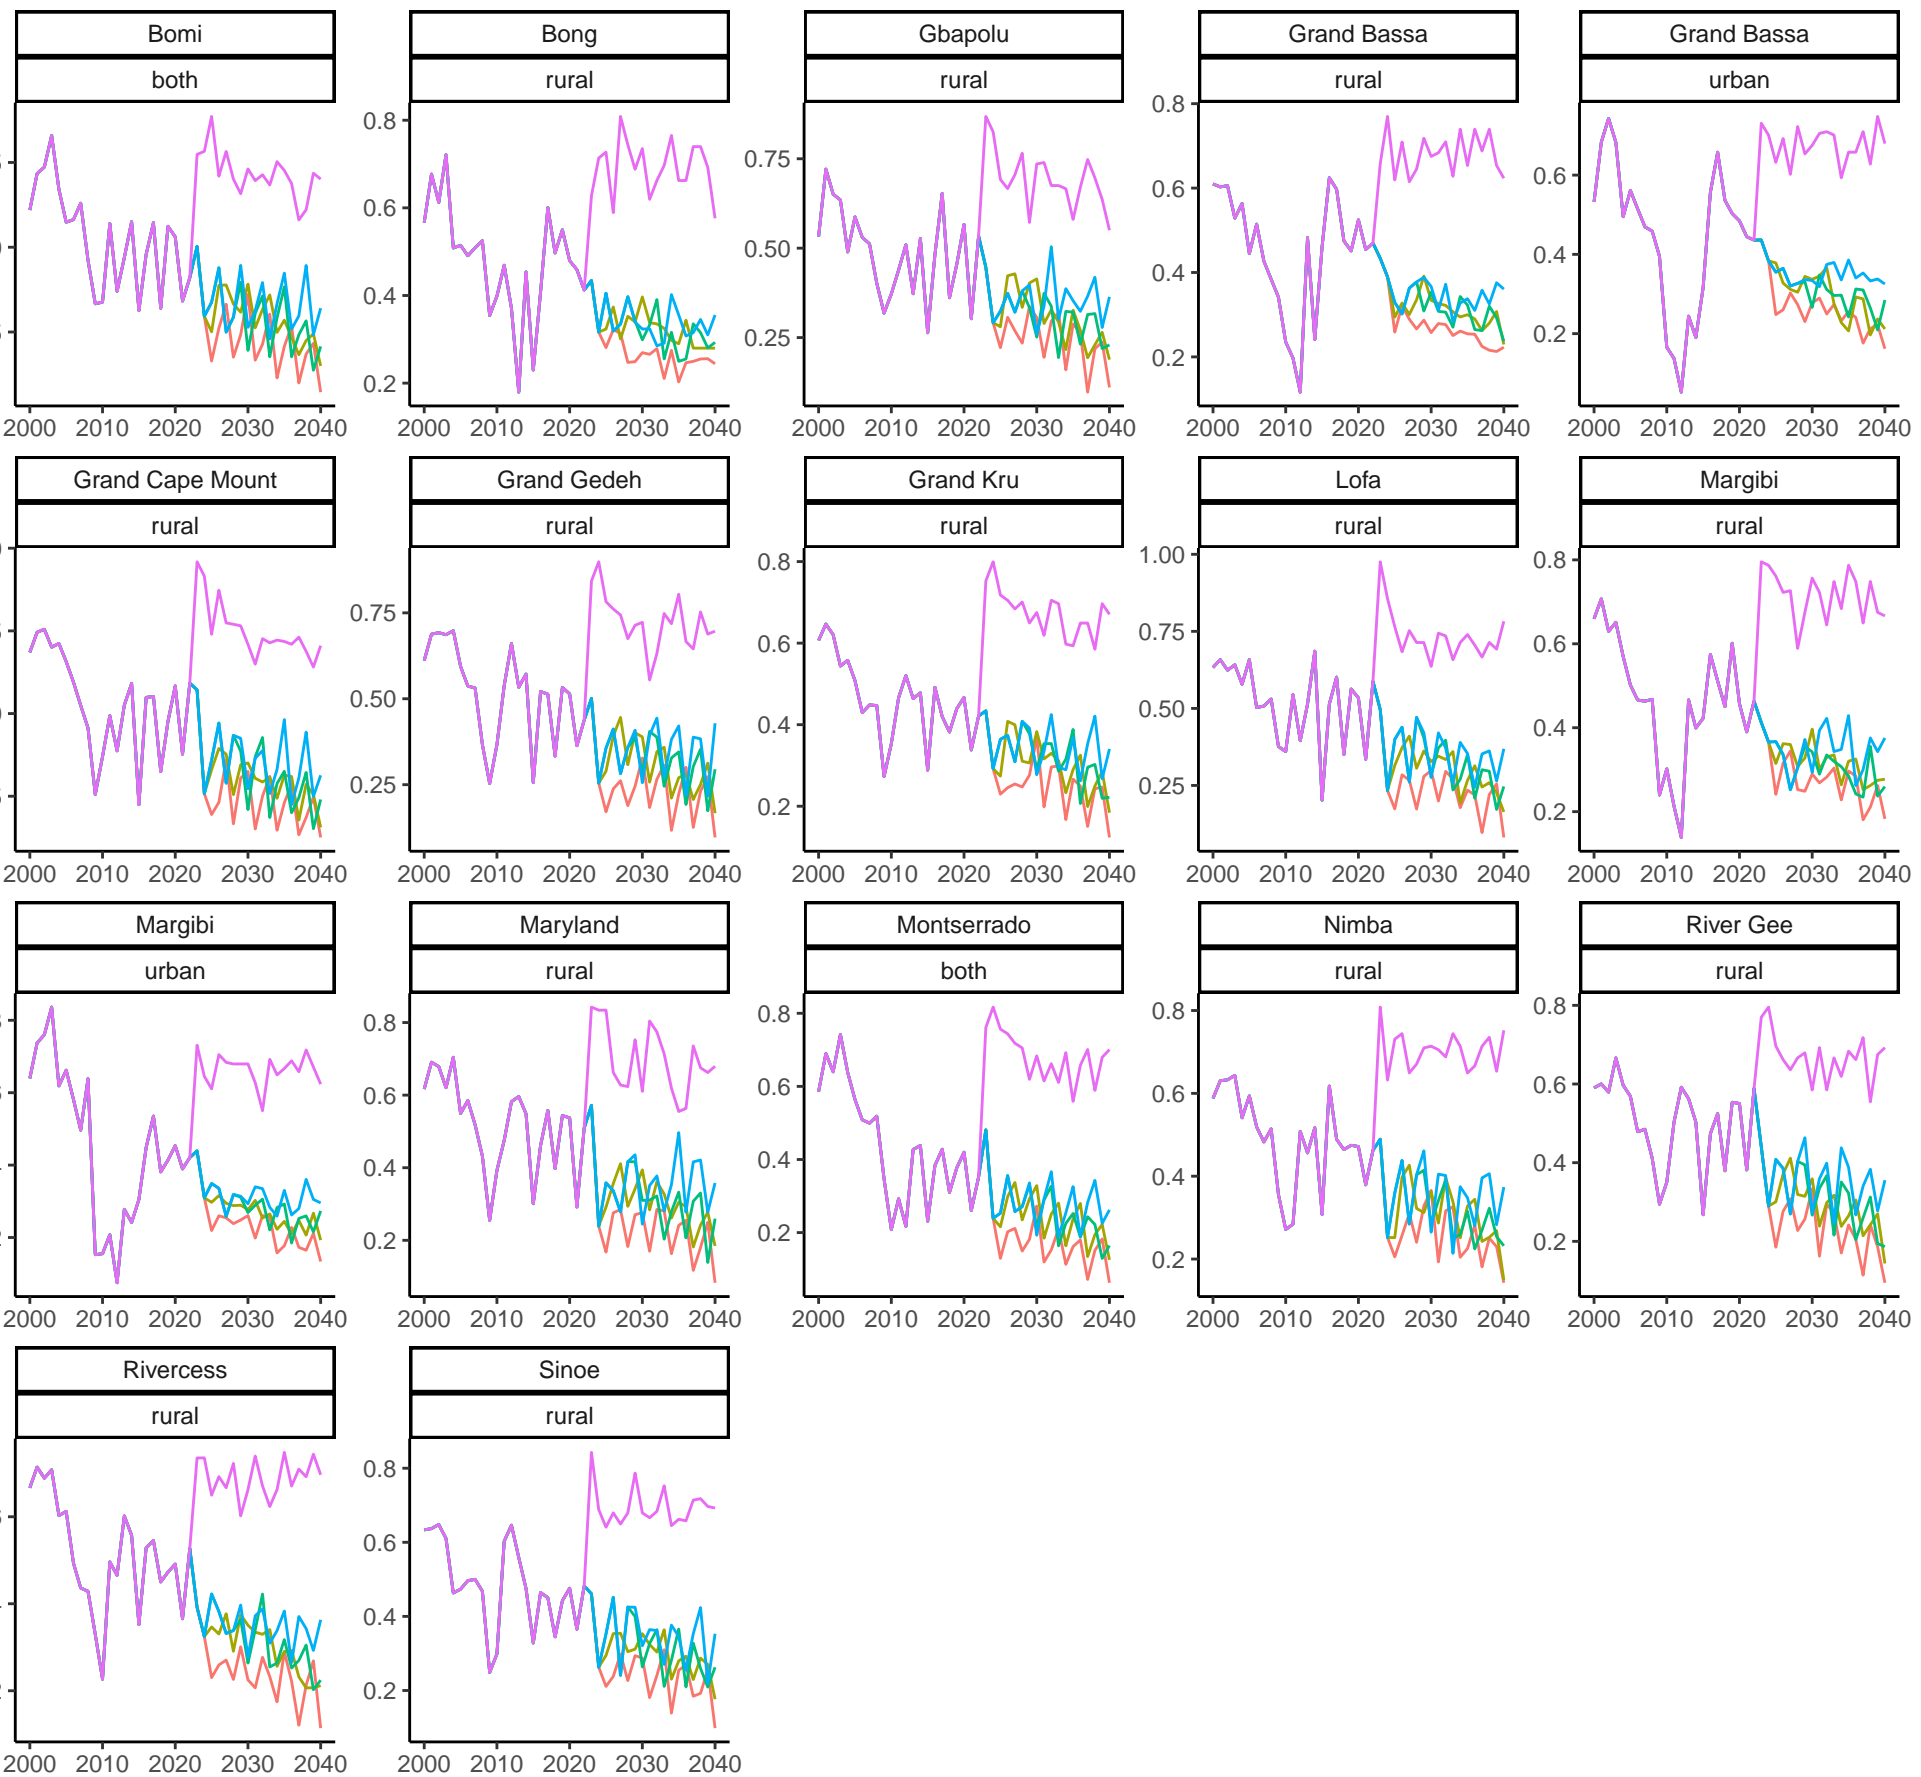 Bomi Bong Gbapolu Grand Bassa Grand Bassa
both rural rural rural urban
0.8 0.6 0.4 0.2
0.75 0.50 0.25
0.8 0.6 0.4 0.2
0.6 0.4 0.2
2000 2010 2020 2030 2040 2000 2010 2020 2030 2040 2000 2010 2020 2030 2040 2000 2010 2020 2030 2040 2000 2010 2020 2030 2040
Grand Cape Mount Grand Gedeh Grand Kru Lofa Margibi
rural rural rural rural rural
0.75 0.50 0.25
0.8 0.6 0.4 0.2
1.00 0.75 0.50 0.25
0.8 0.6 0.4 0.2
2000 2010 2020 2030 2040 2000 2010 2020 2030 2040 2000 2010 2020 2030 2040 2000 2010 2020 2030 2040 2000 2010 2020 2030 2040
Margibi Maryland Montserrado Nimba River Gee
urban rural both rural rural
0.8 0.6 0.4 0.2
0.8 0.6 0.4 0.2
0.8 0.6 0.4 0.2
0.8 0.6 0.4 0.2
2000 2010 2020 2030 2040 2000 2010 2020 2030 2040 2000 2010 2020 2030 2040 2000 2010 2020 2030 2040 2000 2010 2020 2030 2040
Rivercess Sinoe
rural rural
0.8 0.6 0.4 0.2
2000 2010 2020 2030 2040 2000 2010 2020 2030 2040